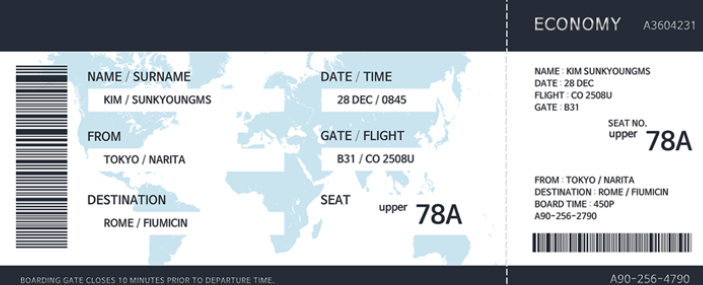 ECONOMY A3604231
NAME / SURNAME
KIM / SUNKYOUNGMS
DATE / TIME
28 DEC / 0845
FROM
TOKYO / NARITA
GATE / FLIGHT
B31 / CO 2508U
DESTINATION
ROME / FIUMICIN
SEAT
upper 78A
NAME : KIM SUNKYOUNGMS
DATE : 28 DEC
FLIGHT : CO 2508U
GATE : B31
SEAT NO.
upper 78A
FROM : TOKYO / NARITA
DESTINATION : ROME / FIUMICIN
BOARD TIME : 450P
A90-256-2790
BOARDING GATE CLOSES 10 MINUTES PRIOR TO DEPARTURE TIME.
A90-256-4790